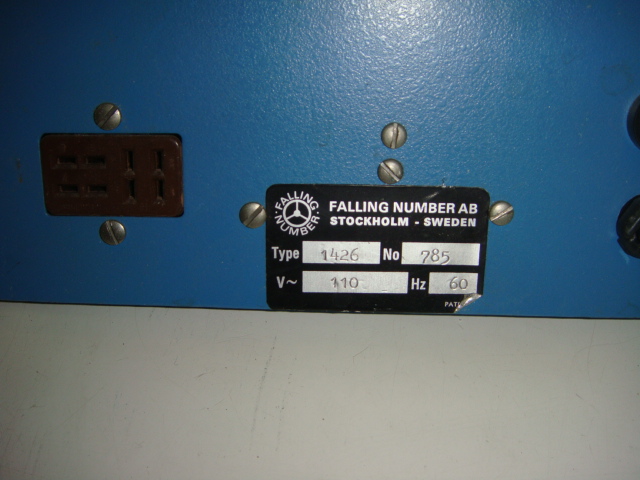 FALLING NUMBER
FALLING NUMBER AB
STOCKHOLM - SWEDEN
Type 1426 No 785
V~ 110 Hz 60